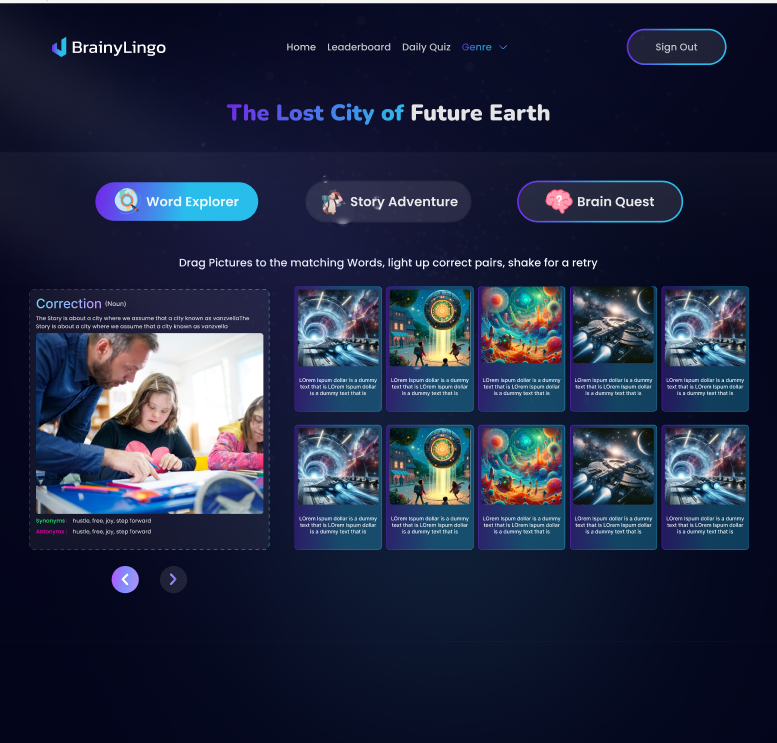 BrainyLingo
Home Leaderboard Daily Quiz Genre
Sign Out
The Lost City of Future Earth
Word Explorer
Story Adventure
Brain Quest
Drag Pictures to the matching Words, light up correct pairs, shake for a retry
Correction (Noun)
The Story is about a city where we assume that a city known as vanzvellaThe
Story is about a city where we assume that a city known as vanzvella
Synonyms : hustle, free, joy, step forward
Antonyms : hustle, free, joy, step forward
LOrem Ispum dollar is a dummy
text that is LOrem Ispum dollar
is a dummy text that is
LOrem Ispum dollar is a dummy
text that is LOrem Ispum dollar
is a dummy text that is
LOrem Ispum dollar is a dummy
text that is LOrem Ispum dollar
is a dummy text that is
LOrem Ispum dollar is a dummy
text that is LOrem Ispum dollar
is a dummy text that is
LOrem Ispum dollar is a dummy
text that is LOrem Ispum dollar
is a dummy text that is
LOrem Ispum dollar is a dummy
text that is LOrem Ispum dollar
is a dummy text that is
LOrem Ispum dollar is a dummy
text that is LOrem Ispum dollar
is a dummy text that is
LOrem Ispum dollar is a dummy
text that is LOrem Ispum dollar
is a dummy text that is
LOrem Ispum dollar is a dummy
text that is LOrem Ispum dollar
is a dummy text that is
LOrem Ispum dollar is a dummy
text that is LOrem Ispum dollar
is a dummy text that is